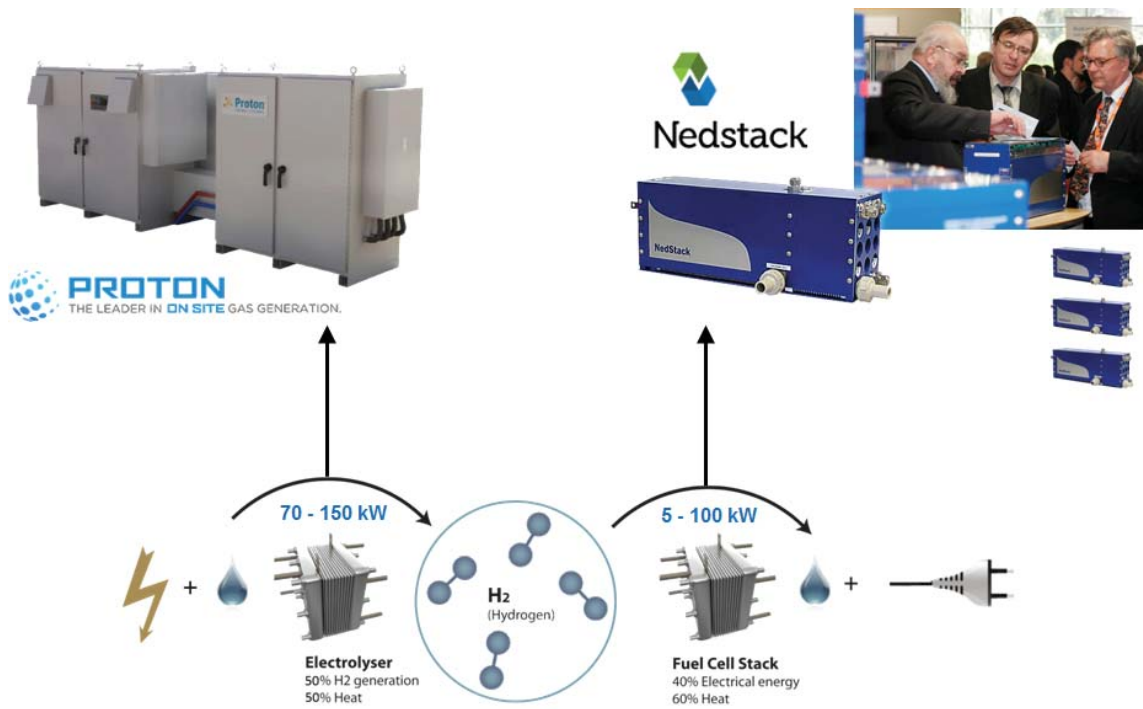 Proton
PROTON
THE LEADER IN ON SITE GAS GENERATION.
Nedstack
NedStack
70 - 150 kW
5 - 100 kW
+
H2
(Hydrogen)
+
Electrolyser
50% H2 generation
50% Heat
Fuel Cell Stack
40% Electrical energy
60% Heat